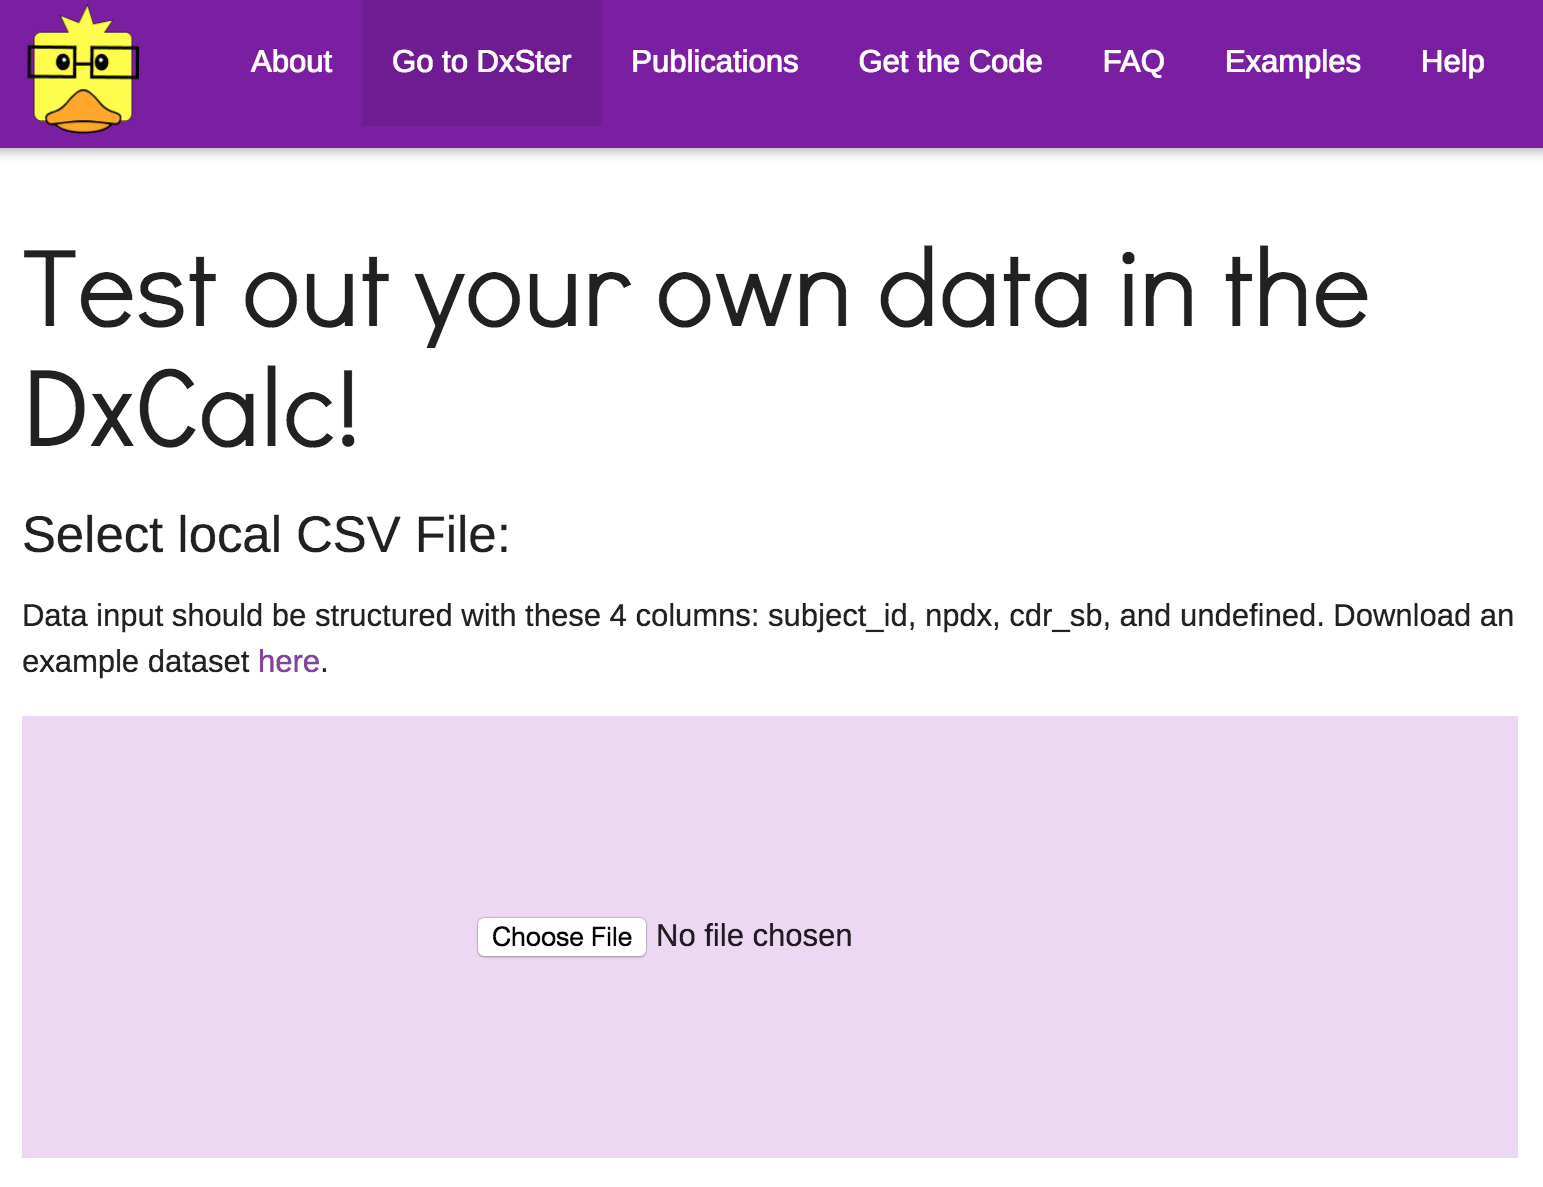 About Go to DxSter Publications Get the Code FAQ Examples Help
Test out your own data in the
DxCalc!
Select local CSV File:
Data input should be structured with these 4 columns: subject_id, npdx, cdr_sb, and undefined. Download an
example dataset here.
Choose File No file chosen